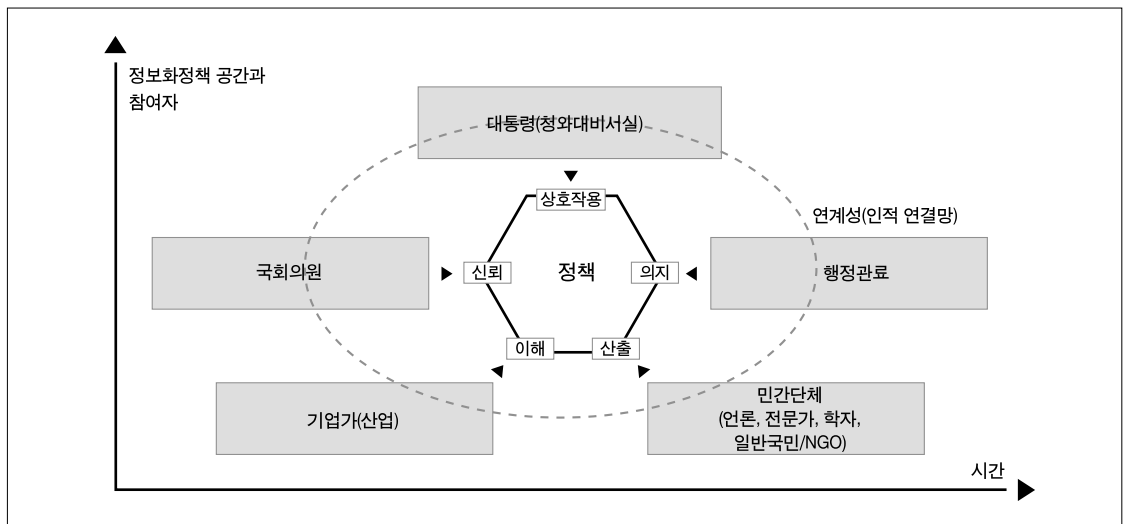 정보화정책 공간과
참여자
대통령(청와대비서실)
상호작용
연계성(인적 연결망)
국회의원
신뢰
정책
의지
행정관료
이해
산출
기업가(산업)
민간단체
(언론, 전문가, 학자,
일반국민/NGO)
시간